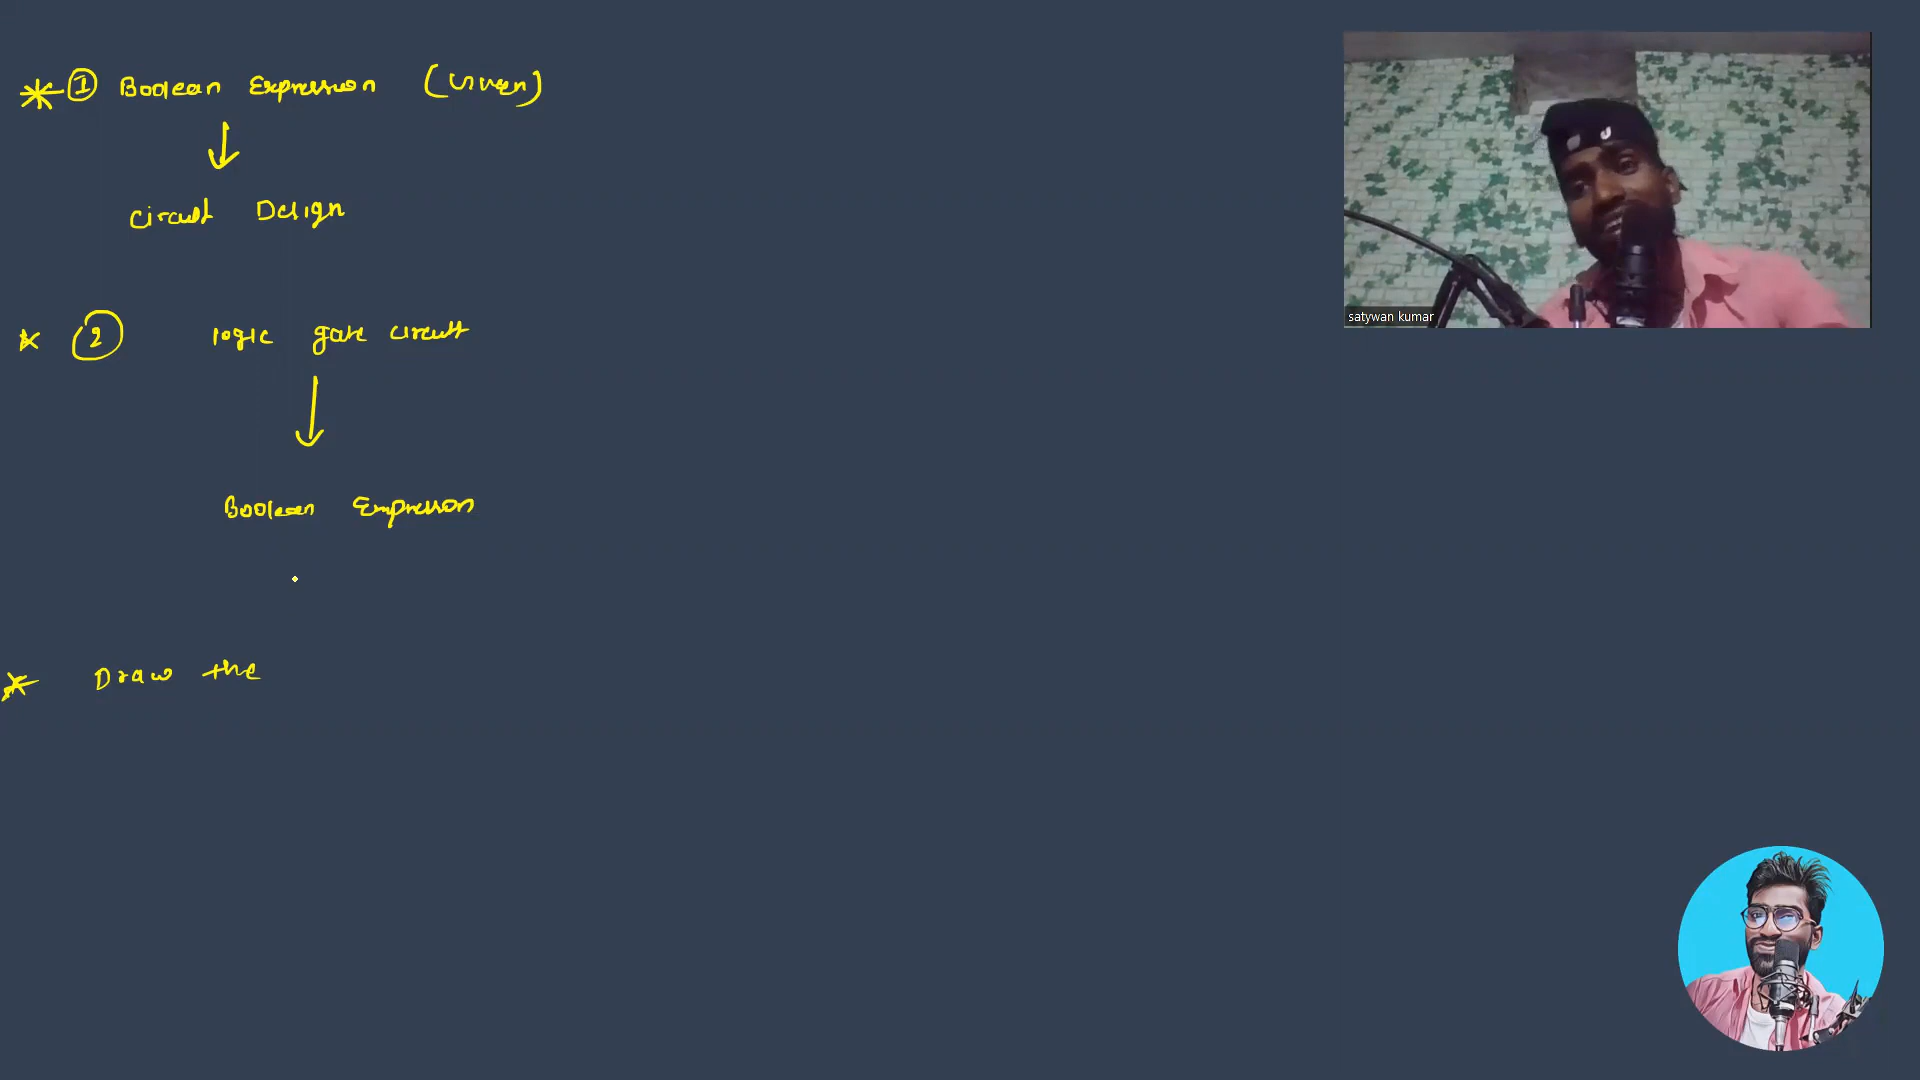 * ① Boolean Expression (Given)
↓
Circuit Design
* ② logic gate circuit
↓
Boolean Expression
* Draw the
satywan kumar